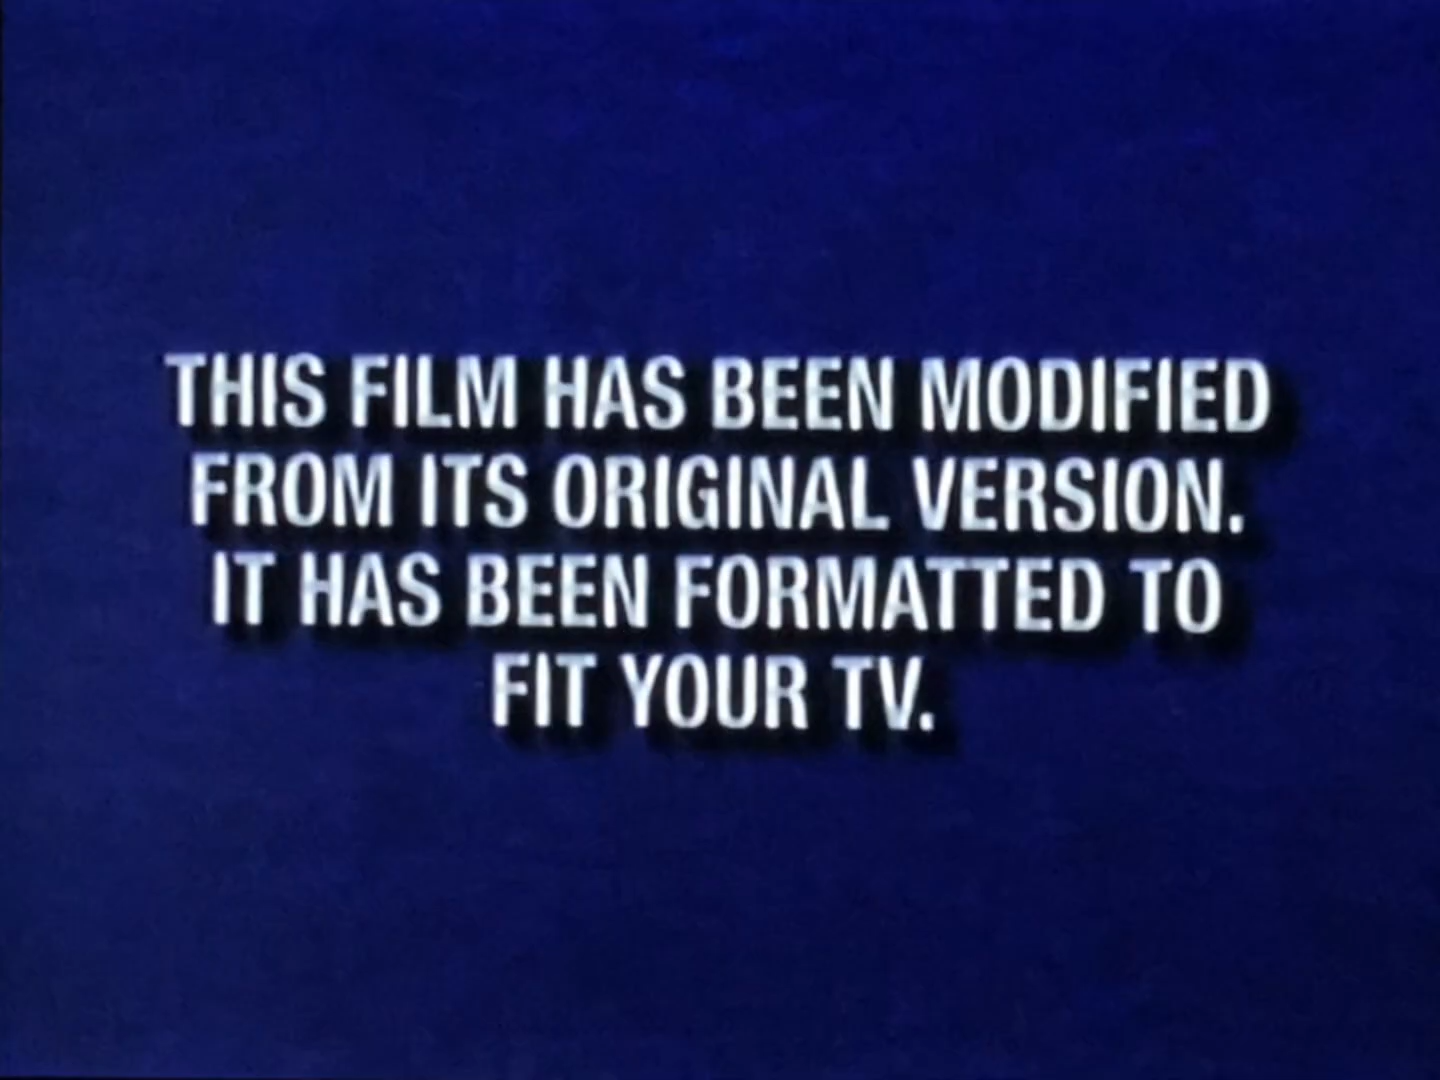 THIS FILM HAS BEEN MODIFIED
FROM ITS ORIGINAL VERSION.
IT HAS BEEN FORMATTED TO
FIT YOUR TV.